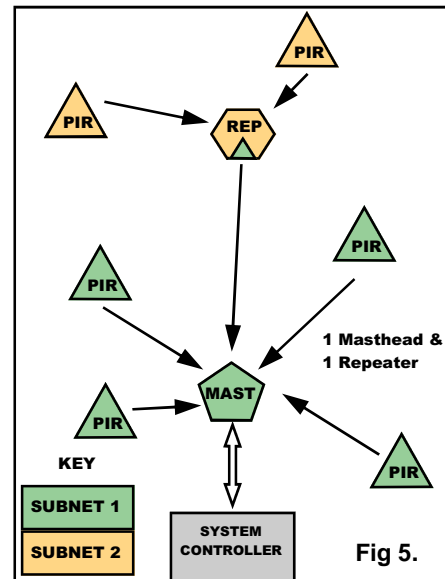 PIR
PIR
REP
PIR
PIR
1 Masthead &
1 Repeater
MAST
PIR
PIR
KEY
SUBNET 1
SUBNET 2
SYSTEM
CONTROLLER
Fig 5.